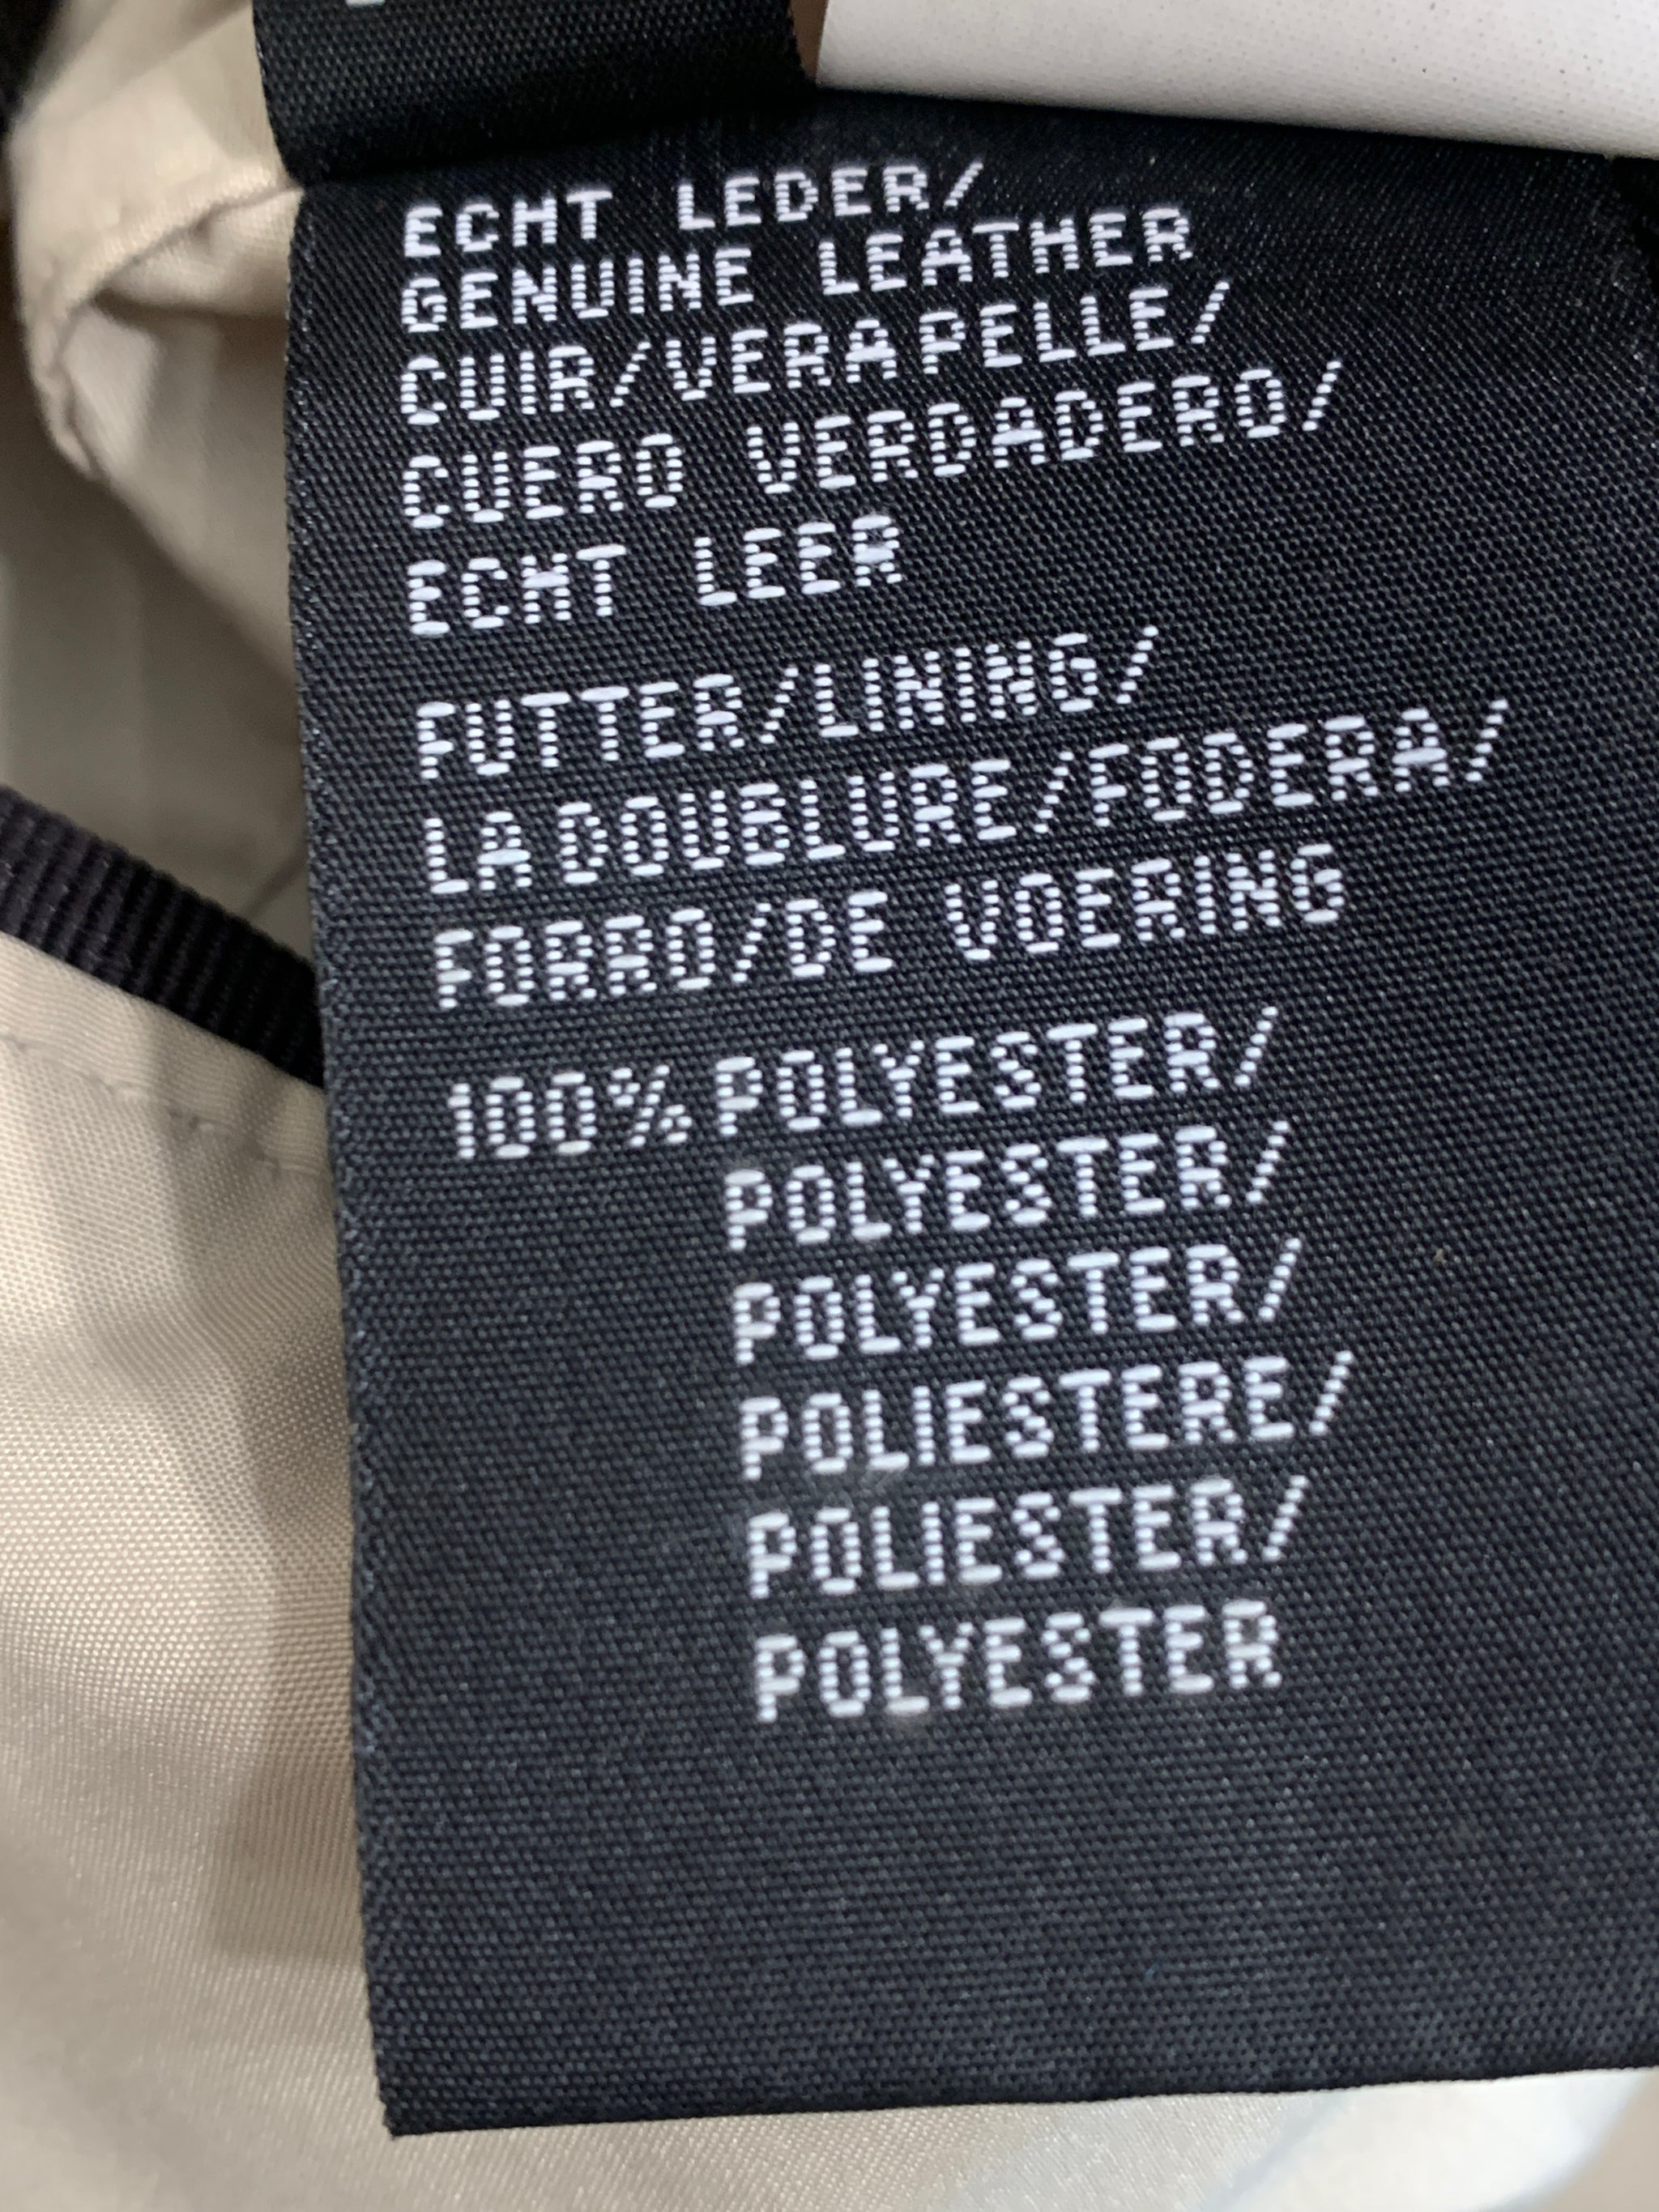 ECHT LEDER/
GENUINE LEATHER
CUIR/VERA PELLE/
CUERO VERDADERO/
ECHT LEER
FUTTER/LINING/
LA DOUBLURE/FODERA/
FORRO/DE VOERING
100% POLYESTER/
POLYESTER/
POLYESTER/
POLIESTERE/
POLIESTER/
POLYESTER